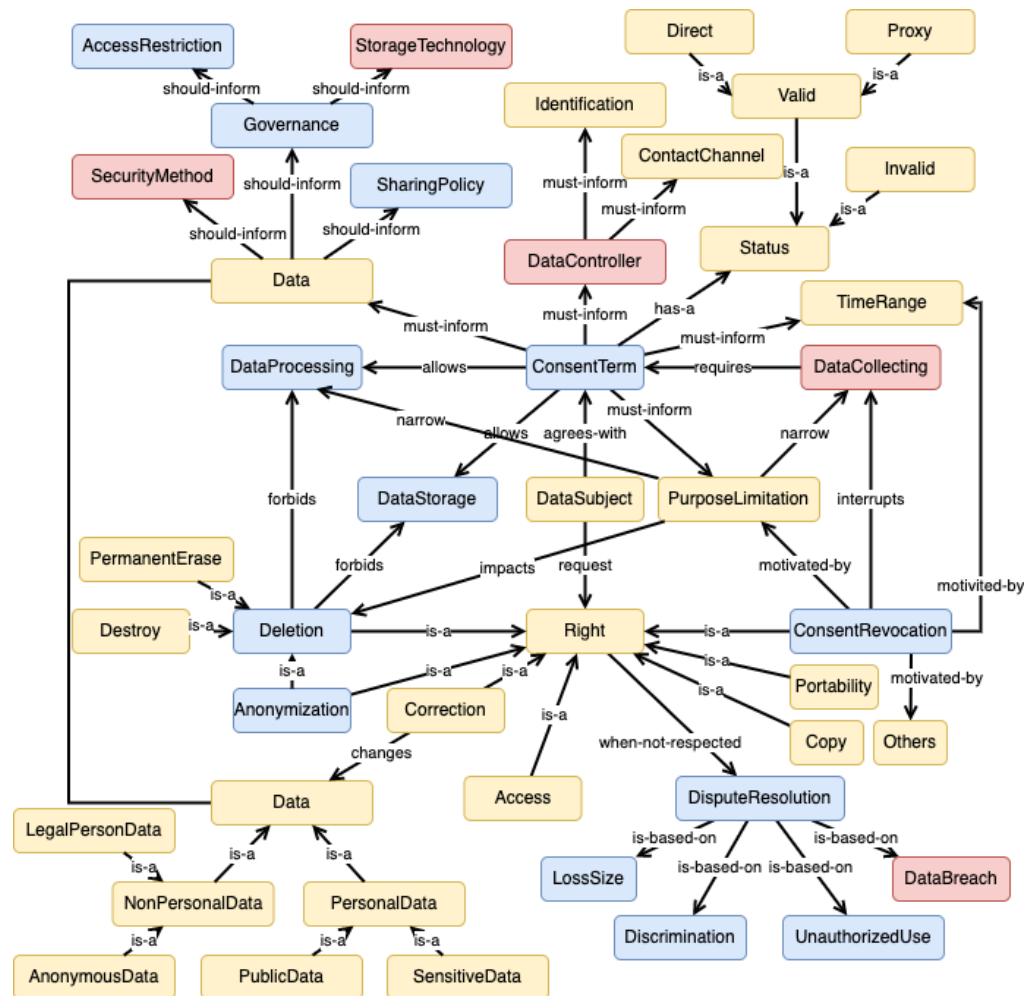 Direct
Proxy
AccessRestriction
StorageTechnology
is-a
is-a
should-inform
should-inform
Identification
Valid
Governance
ContactChannel
SecurityMethod
should-inform
SharingPolicy
must-inform
is-a
Invalid
should-inform
should-inform
must-inform
is-a
Data
DataController
Status
must-inform
must-inform
has-a
TimeRange
must-inform
DataProcessing
allows
ConsentTerm
requires
DataCollecting
narrow
allows
agrees-with
must-inform
narrow
forbids
DataStorage
DataSubject
PurposeLimitation
interrupts
PermanentErase
forbids
impacts
request
motivated-by
motivited-by
is-a
Destroy
is-a
Deletion
is-a
Right
is-a
ConsentRevocation
is-a
is-a
is-a
is-a
Portability
motivated-by
Anonymization
Correction
is-a
is-a
changes
when-not-respected
Copy
Others
Data
Access
DisputeResolution
LegalPersonData
is-a
is-a
is-a
is-based-on
is-based-on
is-based-on
is-based-on
LossSize
DataBreach
NonPersonalData
PersonalData
is-a
is-a
is-a
Discrimination
UnauthorizedUse
AnonymousData
PublicData
SensitiveData